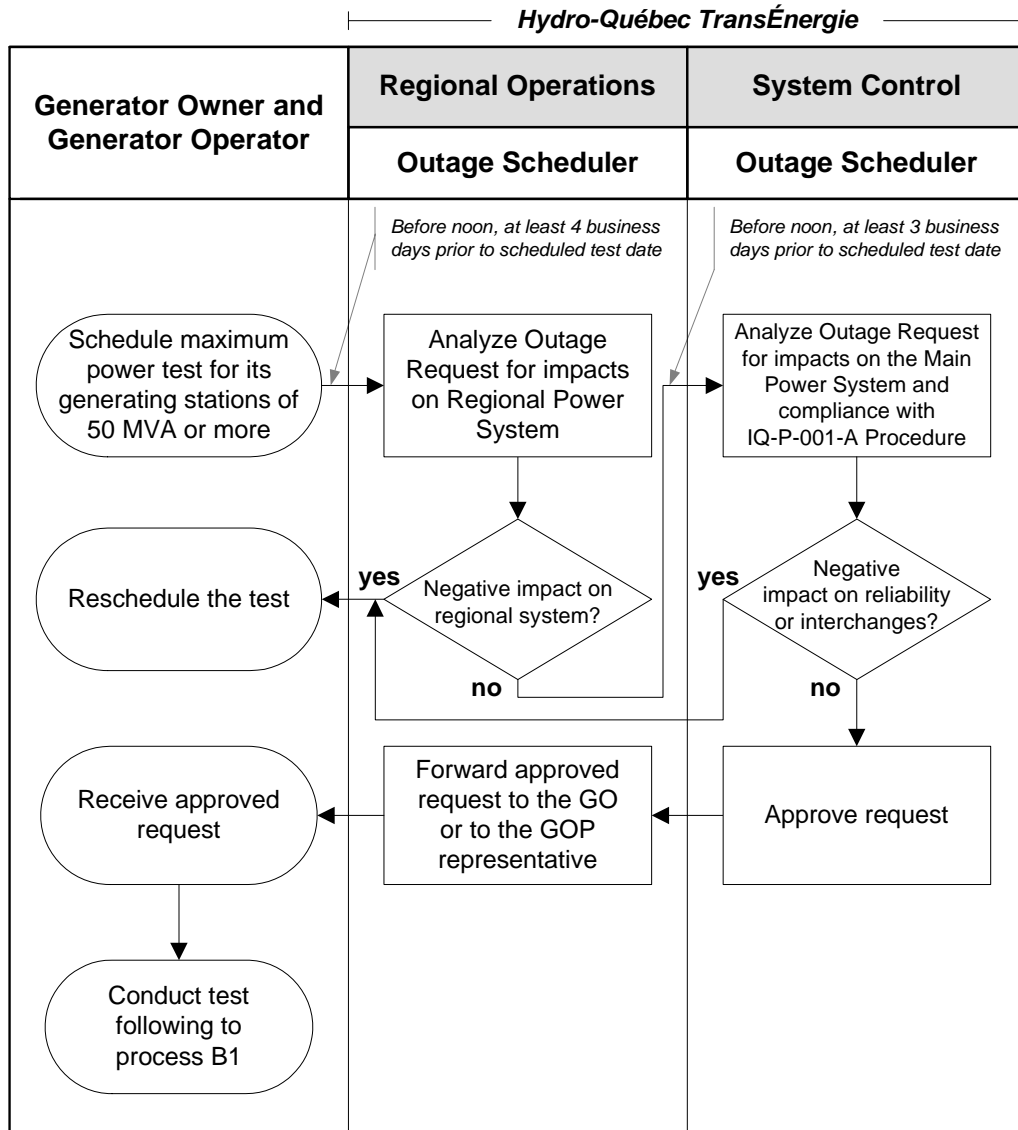 Hydro-Québec TransÉnergie
Generator Owner and
Generator Operator
Regional Operations
System Control
Outage Scheduler
Outage Scheduler
Before noon, at least 4 business
days prior to scheduled test date
Before noon, at least 3 business
days prior to scheduled test date
Schedule maximum
power test for its
generating stations of
50 MVA or more
Analyze Outage
Request for impacts
on Regional Power
System
Analyze Outage Request
for impacts on the Main
Power System and
compliance with
IQ-P-001-A Procedure
Reschedule the test
yes
Negative impact on
regional system?
no
yes
Negative
impact on reliability
or interchanges?
no
Receive approved
request
Forward approved
request to the GO
or to the GOP
representative
Approve request
Conduct test
following to
process B1